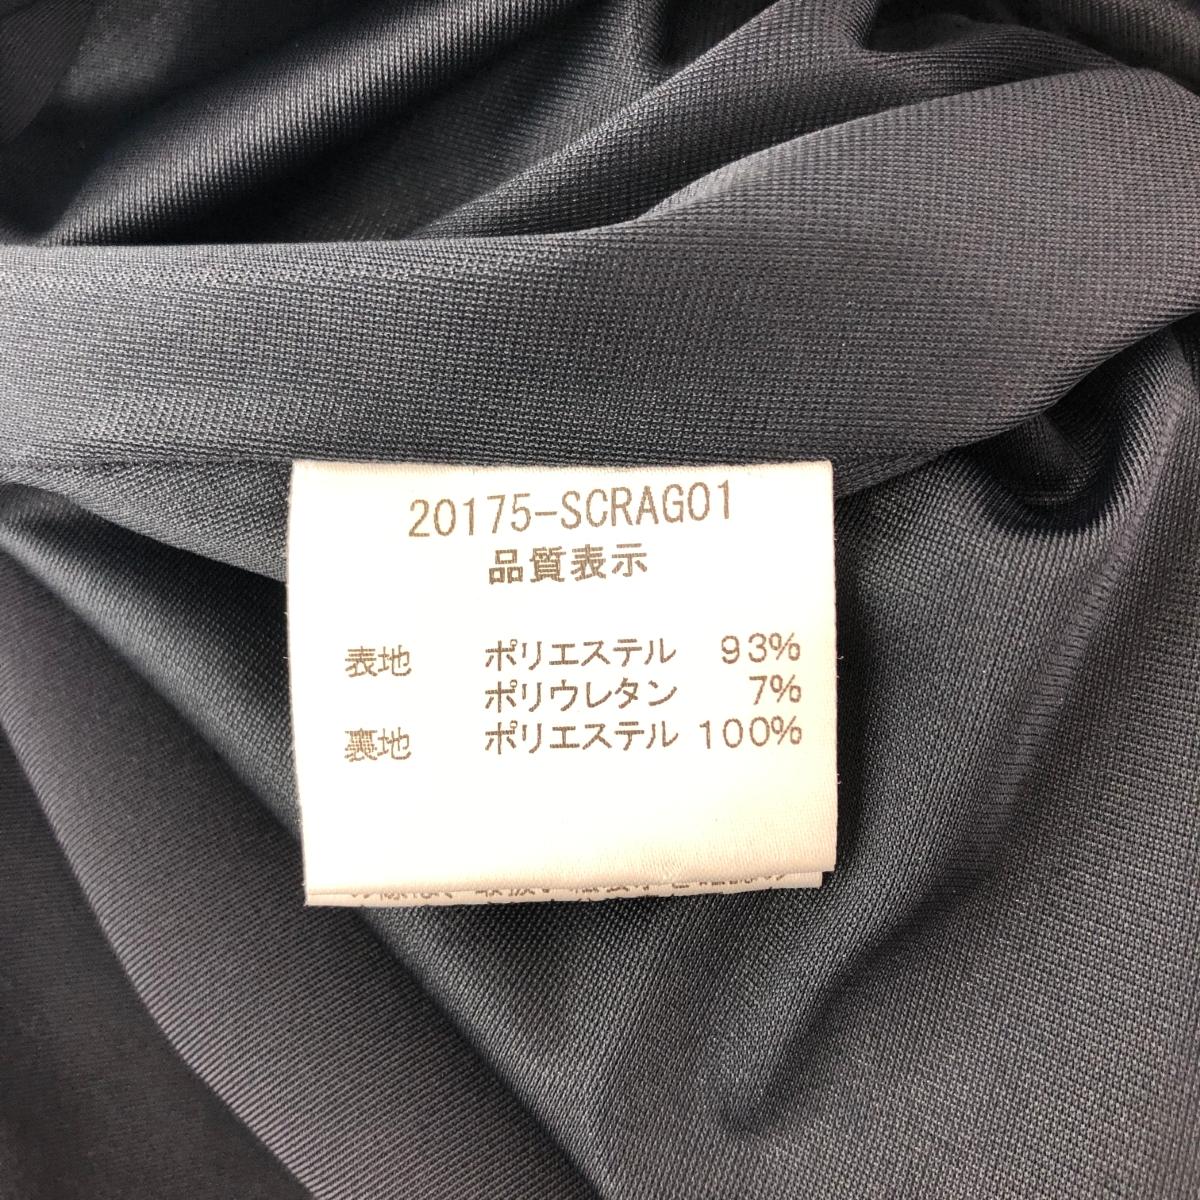 20175-SCRAG01
品質表示
表地 ポリエステル 93%
ポリウレタン 7%
裏地 ポリエステル 100%